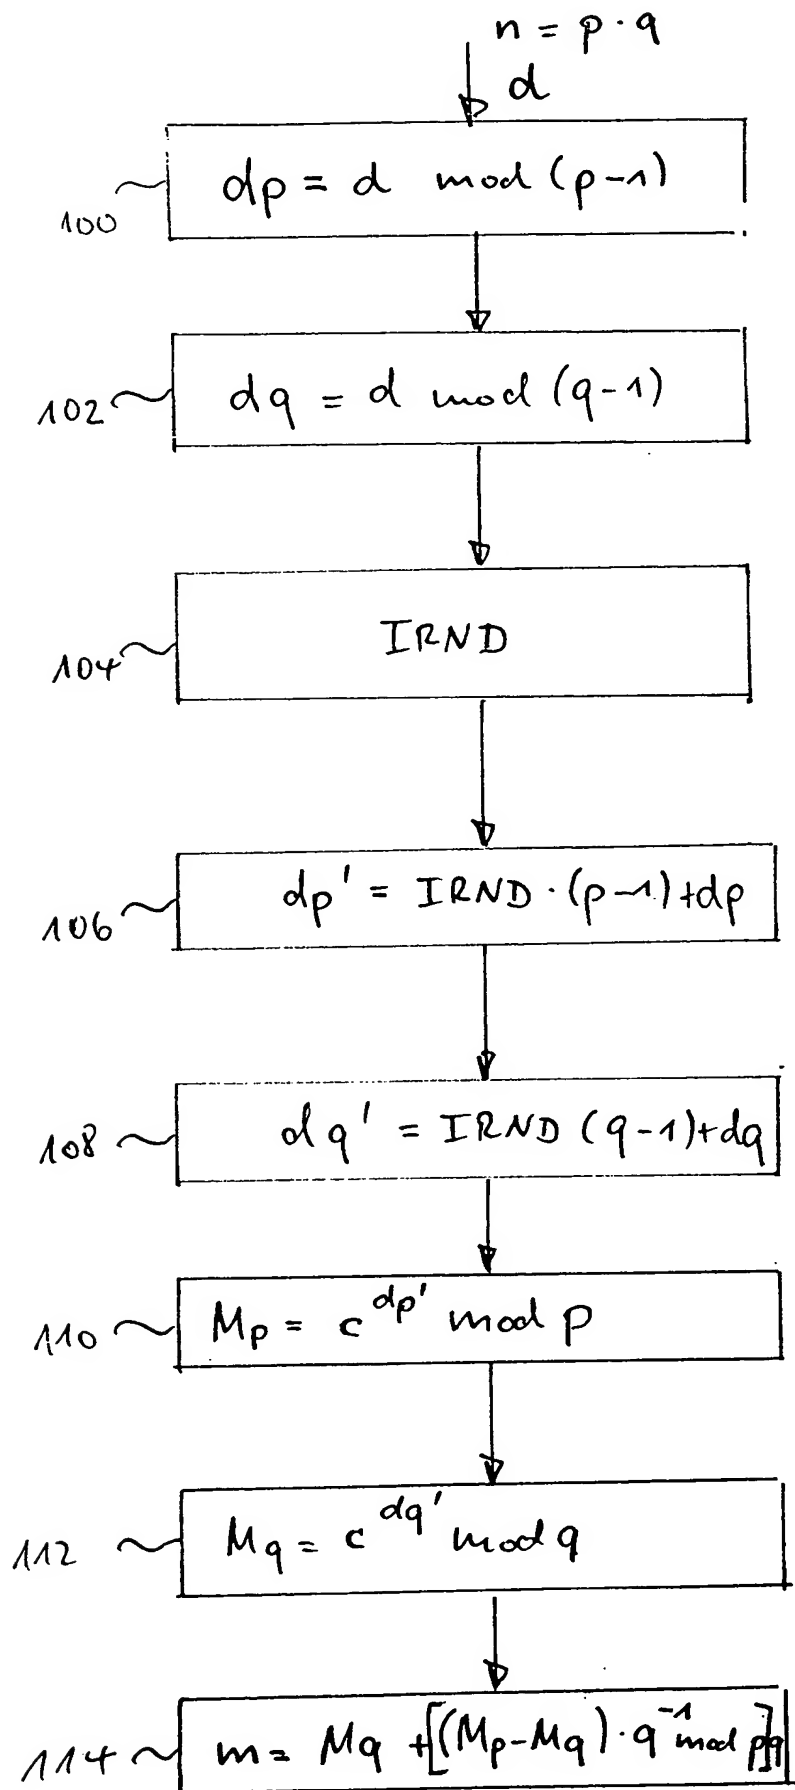 n = p · q
d
100 dp = d mod (p-1)
102 dq = d mod (q-1)
104 IRND
106 dp' = IRND · (p-1)+dp
108 dq' = IRND (q-1)+dq
110 Mp = c^dp' mod p
112 Mq = c^dq' mod q
114 m = Mq +[(Mp-Mq) · q^-1 mod p]q